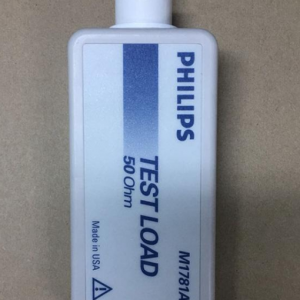 PHILIPS
TEST LOAD
50 Ohm
Made in USA
M1781A